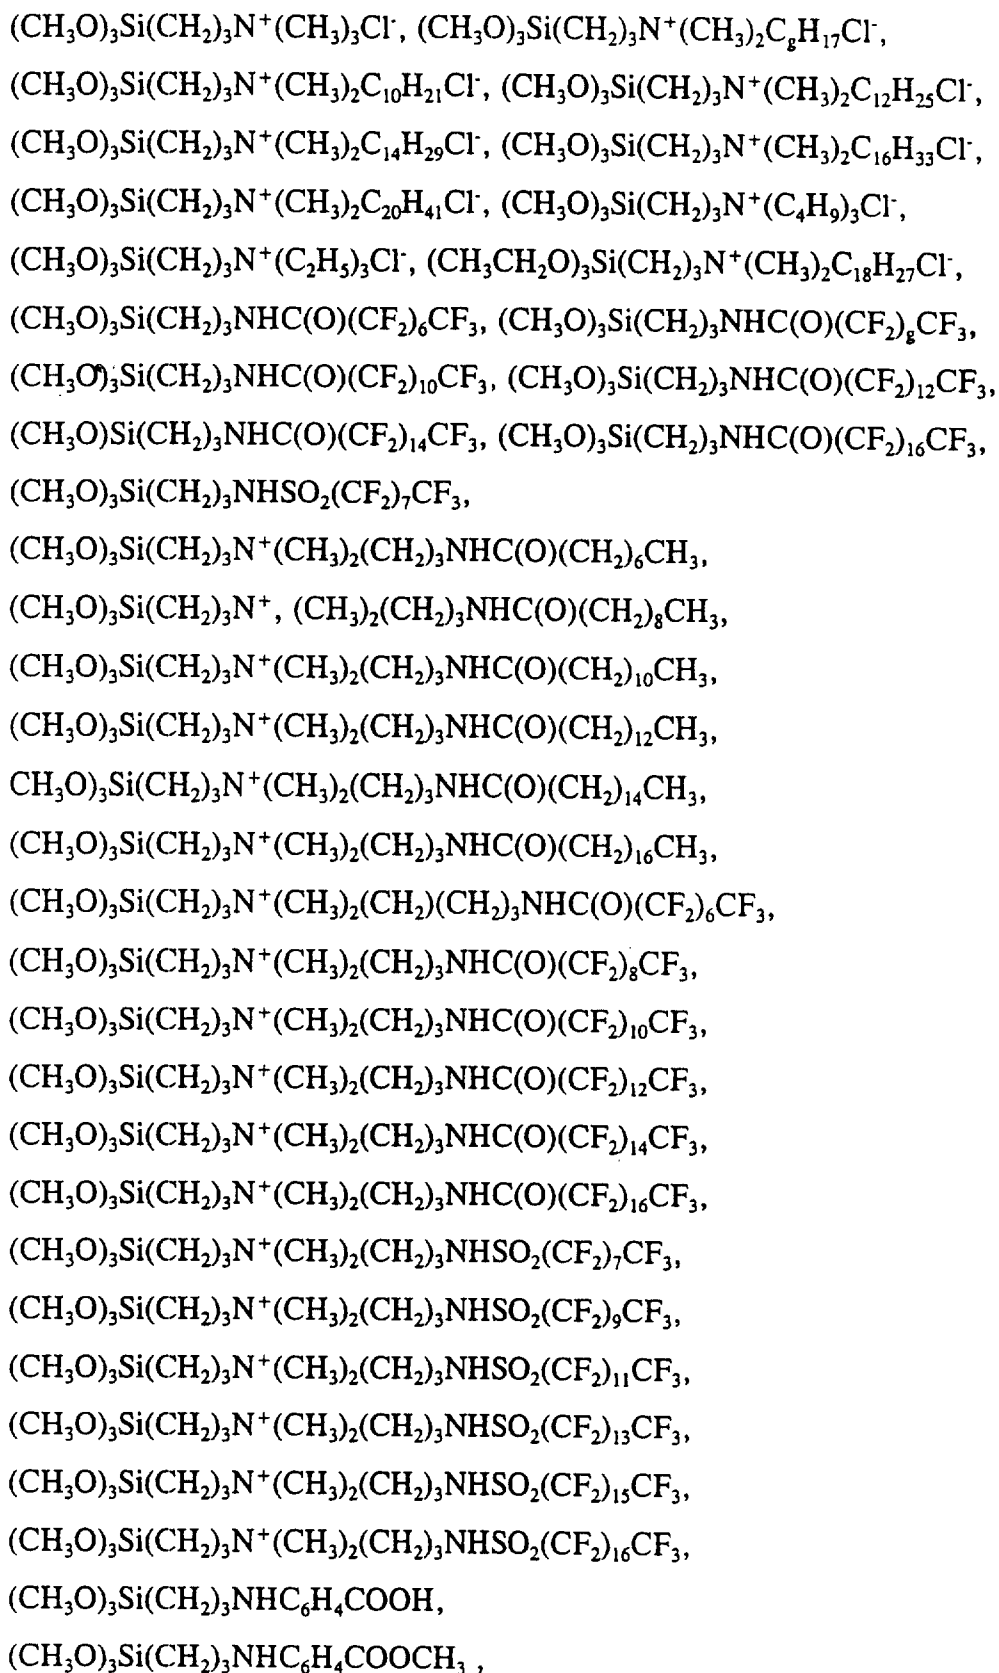 (CH₃O)₃Si(CH₂)₃N⁺(CH₃)₃Cl⁻, (CH₃O)₃Si(CH₂)₃N⁺(CH₃)₂C₈H₁₇Cl⁻,
(CH₃O)₃Si(CH₂)₃N⁺(CH₃)₂C₁₀H₂₁Cl⁻, (CH₃O)₃Si(CH₂)₃N⁺(CH₃)₂C₁₂H₂₅Cl⁻,
(CH₃O)₃Si(CH₂)₃N⁺(CH₃)₂C₁₄H₂₉Cl⁻, (CH₃O)₃Si(CH₂)₃N⁺(CH₃)₂C₁₆H₃₃Cl⁻,
(CH₃O)₃Si(CH₂)₃N⁺(CH₃)₂C₂₀H₄₁Cl⁻, (CH₃O)₃Si(CH₂)₃N⁺(C₄H₉)₃Cl⁻,
(CH₃O)₃Si(CH₂)₃N⁺(C₂H₅)₃Cl⁻, (CH₃CH₂O)₃Si(CH₂)₃N⁺(CH₃)₂C₁₈H₂₇Cl⁻,
(CH₃O)₃Si(CH₂)₃NHC(O)(CF₂)₆CF₃, (CH₃O)₃Si(CH₂)₃NHC(O)(CF₂)₈CF₃,
(CH₃O)₃Si(CH₂)₃NHC(O)(CF₂)₁₀CF₃, (CH₃O)₃Si(CH₂)₃NHC(O)(CF₂)₁₂CF₃,
(CH₃O)Si(CH₂)₃NHC(O)(CF₂)₁₄CF₃, (CH₃O)₃Si(CH₂)₃NHC(O)(CF₂)₁₆CF₃,
(CH₃O)₃Si(CH₂)₃NHSO₂(CF₂)₇CF₃,
(CH₃O)₃Si(CH₂)₃N⁺(CH₃)₂(CH₂)₃NHC(O)(CH₂)₆CH₃,
(CH₃O)₃Si(CH₂)₃N⁺, (CH₃)₂(CH₂)₃NHC(O)(CH₂)₈CH₃,
(CH₃O)₃Si(CH₂)₃N⁺(CH₃)₂(CH₂)₃NHC(O)(CH₂)₁₀CH₃,
(CH₃O)₃Si(CH₂)₃N⁺(CH₃)₂(CH₂)₃NHC(O)(CH₂)₁₂CH₃,
CH₃O)₃Si(CH₂)₃N⁺(CH₃)₂(CH₂)₃NHC(O)(CH₂)₁₄CH₃,
(CH₃O)₃Si(CH₂)₃N⁺(CH₃)₂(CH₂)₃NHC(O)(CH₂)₁₆CH₃,
(CH₃O)₃Si(CH₂)₃N⁺(CH₃)₂(CH₂)(CH₂)₃NHC(O)(CF₂)₆CF₃,
(CH₃O)₃Si(CH₂)₃N⁺(CH₃)₂(CH₂)₃NHC(O)(CF₂)₈CF₃,
(CH₃O)₃Si(CH₂)₃N⁺(CH₃)₂(CH₂)₃NHC(O)(CF₂)₁₀CF₃,
(CH₃O)₃Si(CH₂)₃N⁺(CH₃)₂(CH₂)₃NHC(O)(CF₂)₁₂CF₃,
(CH₃O)₃Si(CH₂)₃N⁺(CH₃)₂(CH₂)₃NHC(O)(CF₂)₁₄CF₃,
(CH₃O)₃Si(CH₂)₃N⁺(CH₃)₂(CH₂)₃NHC(O)(CF₂)₁₆CF₃,
(CH₃O)₃Si(CH₂)₃N⁺(CH₃)₂(CH₂)₃NHSO₂(CF₂)₇CF₃,
(CH₃O)₃Si(CH₂)₃N⁺(CH₃)₂(CH₂)₃NHSO₂(CF₂)₉CF₃,
(CH₃O)₃Si(CH₂)₃N⁺(CH₃)₂(CH₂)₃NHSO₂(CF₂)₁₁CF₃,
(CH₃O)₃Si(CH₂)₃N⁺(CH₃)₂(CH₂)₃NHSO₂(CF₂)₁₃CF₃,
(CH₃O)₃Si(CH₂)₃N⁺(CH₃)₂(CH₂)₃NHSO₂(CF₂)₁₅CF₃,
(CH₃O)₃Si(CH₂)₃N⁺(CH₃)₂(CH₂)₃NHSO₂(CF₂)₁₆CF₃,
(CH₃O)₃Si(CH₂)₃NHC₆H₄COOH,
(CH₃O)₃Si(CH₂)₃NHC₆H₄COOCH₃ ,